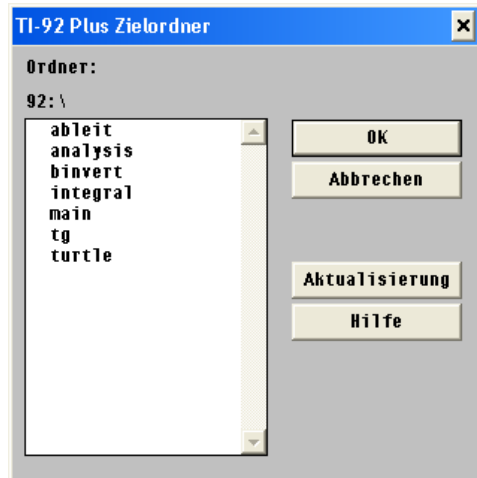 TI-92 Plus Zielordner
Ordner:
92:\
ableit
analysis
binvert
integral
main
tg
turtle
OK
Abbrechen
Aktualisierung
Hilfe